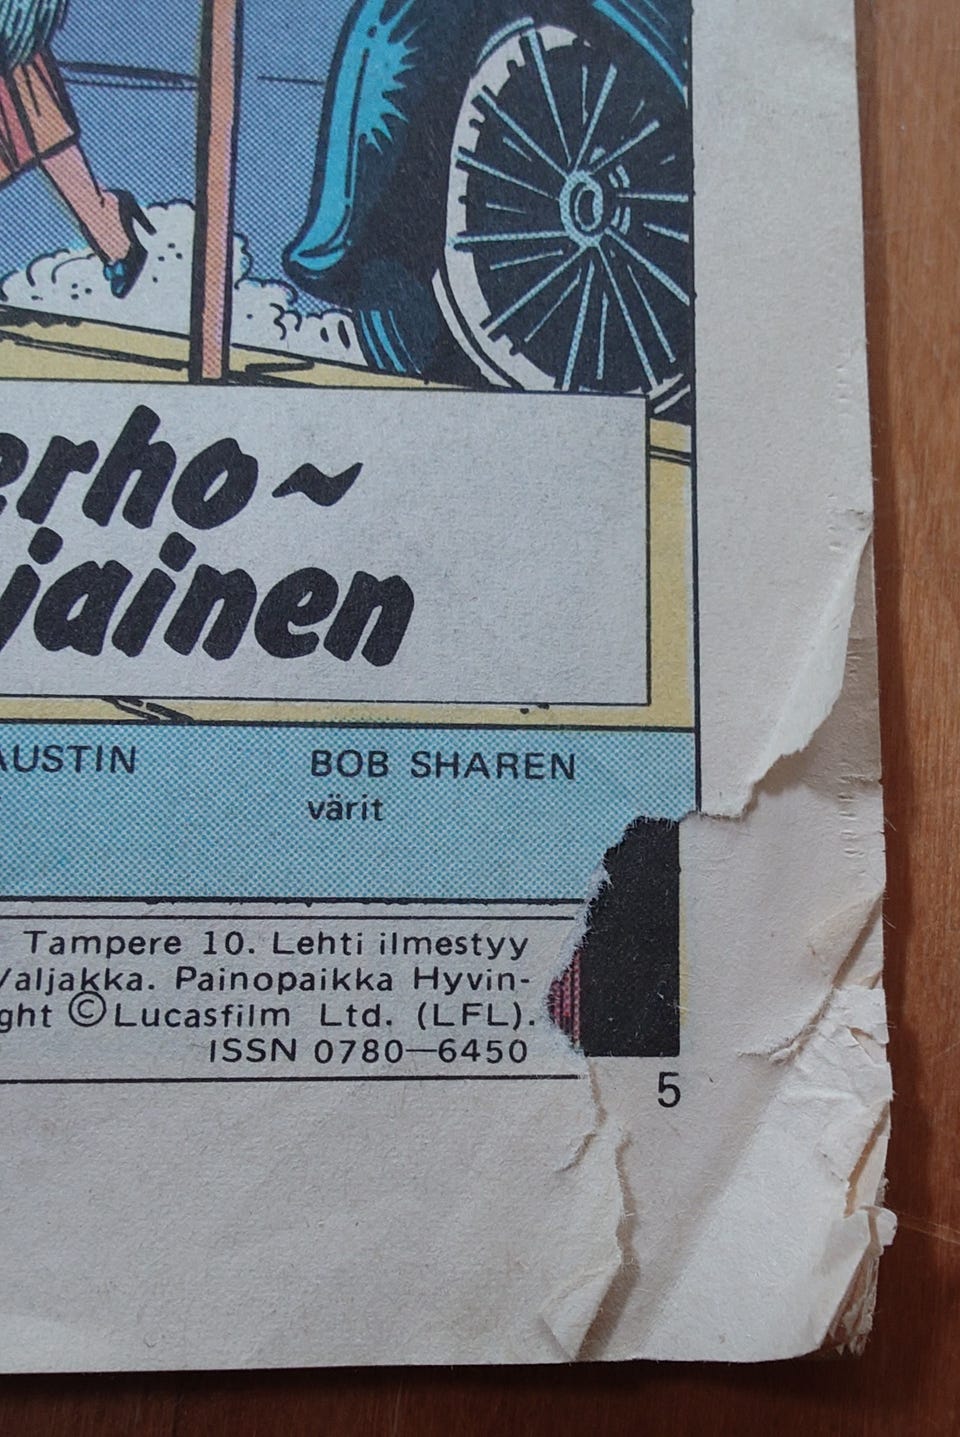 erho~
jainen
AUSTIN BOB SHAREN
värit
Tampere 10. Lehti ilmestyy
Valjakka. Painopaikka Hyvin-
ght © Lucasfilm Ltd. (LFL).
ISSN 0780—6450
5